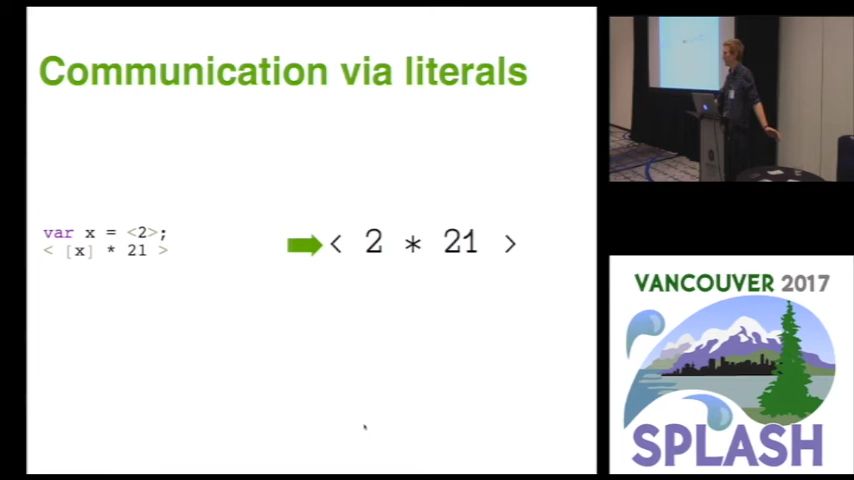 Communication via literals
var x = <2>;
< [x] * 21 >
< 2 * 21 >
VANCOUVER 2017
SPLASH